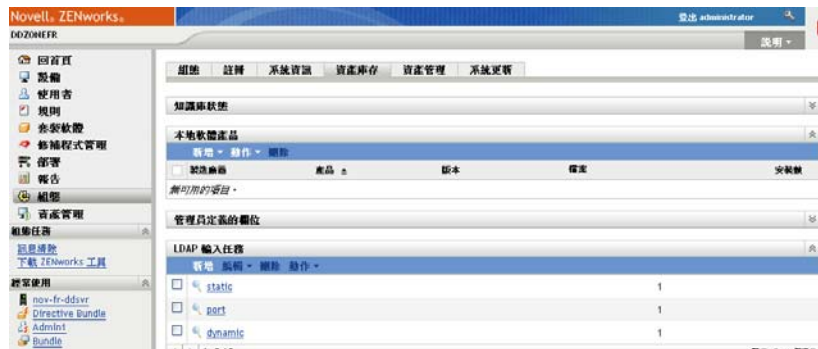 Novell® ZENworks®
登出 administrator
DDZONEFR
說明
回首頁
設備
使用者
規則
套裝軟體
修補程式管理
部署
報告
組態
資產管理
組態任務
訊息清除
下載 ZENworks 工具
經常使用
nov-fr-ddsvr
Directive Bundle
Admint
Bundle
組態 註冊 系統資訊 資產庫存 資產管理 系統更新
知識庫狀態
本地軟體產品
新增 動作 刪除
製造廠商 產品 版本 檔案 安裝數
無可用的項目。
管理員定義的欄位
LDAP 輸入任務
新增 編輯 刪除 動作
static 1
port 1
dynamic 1